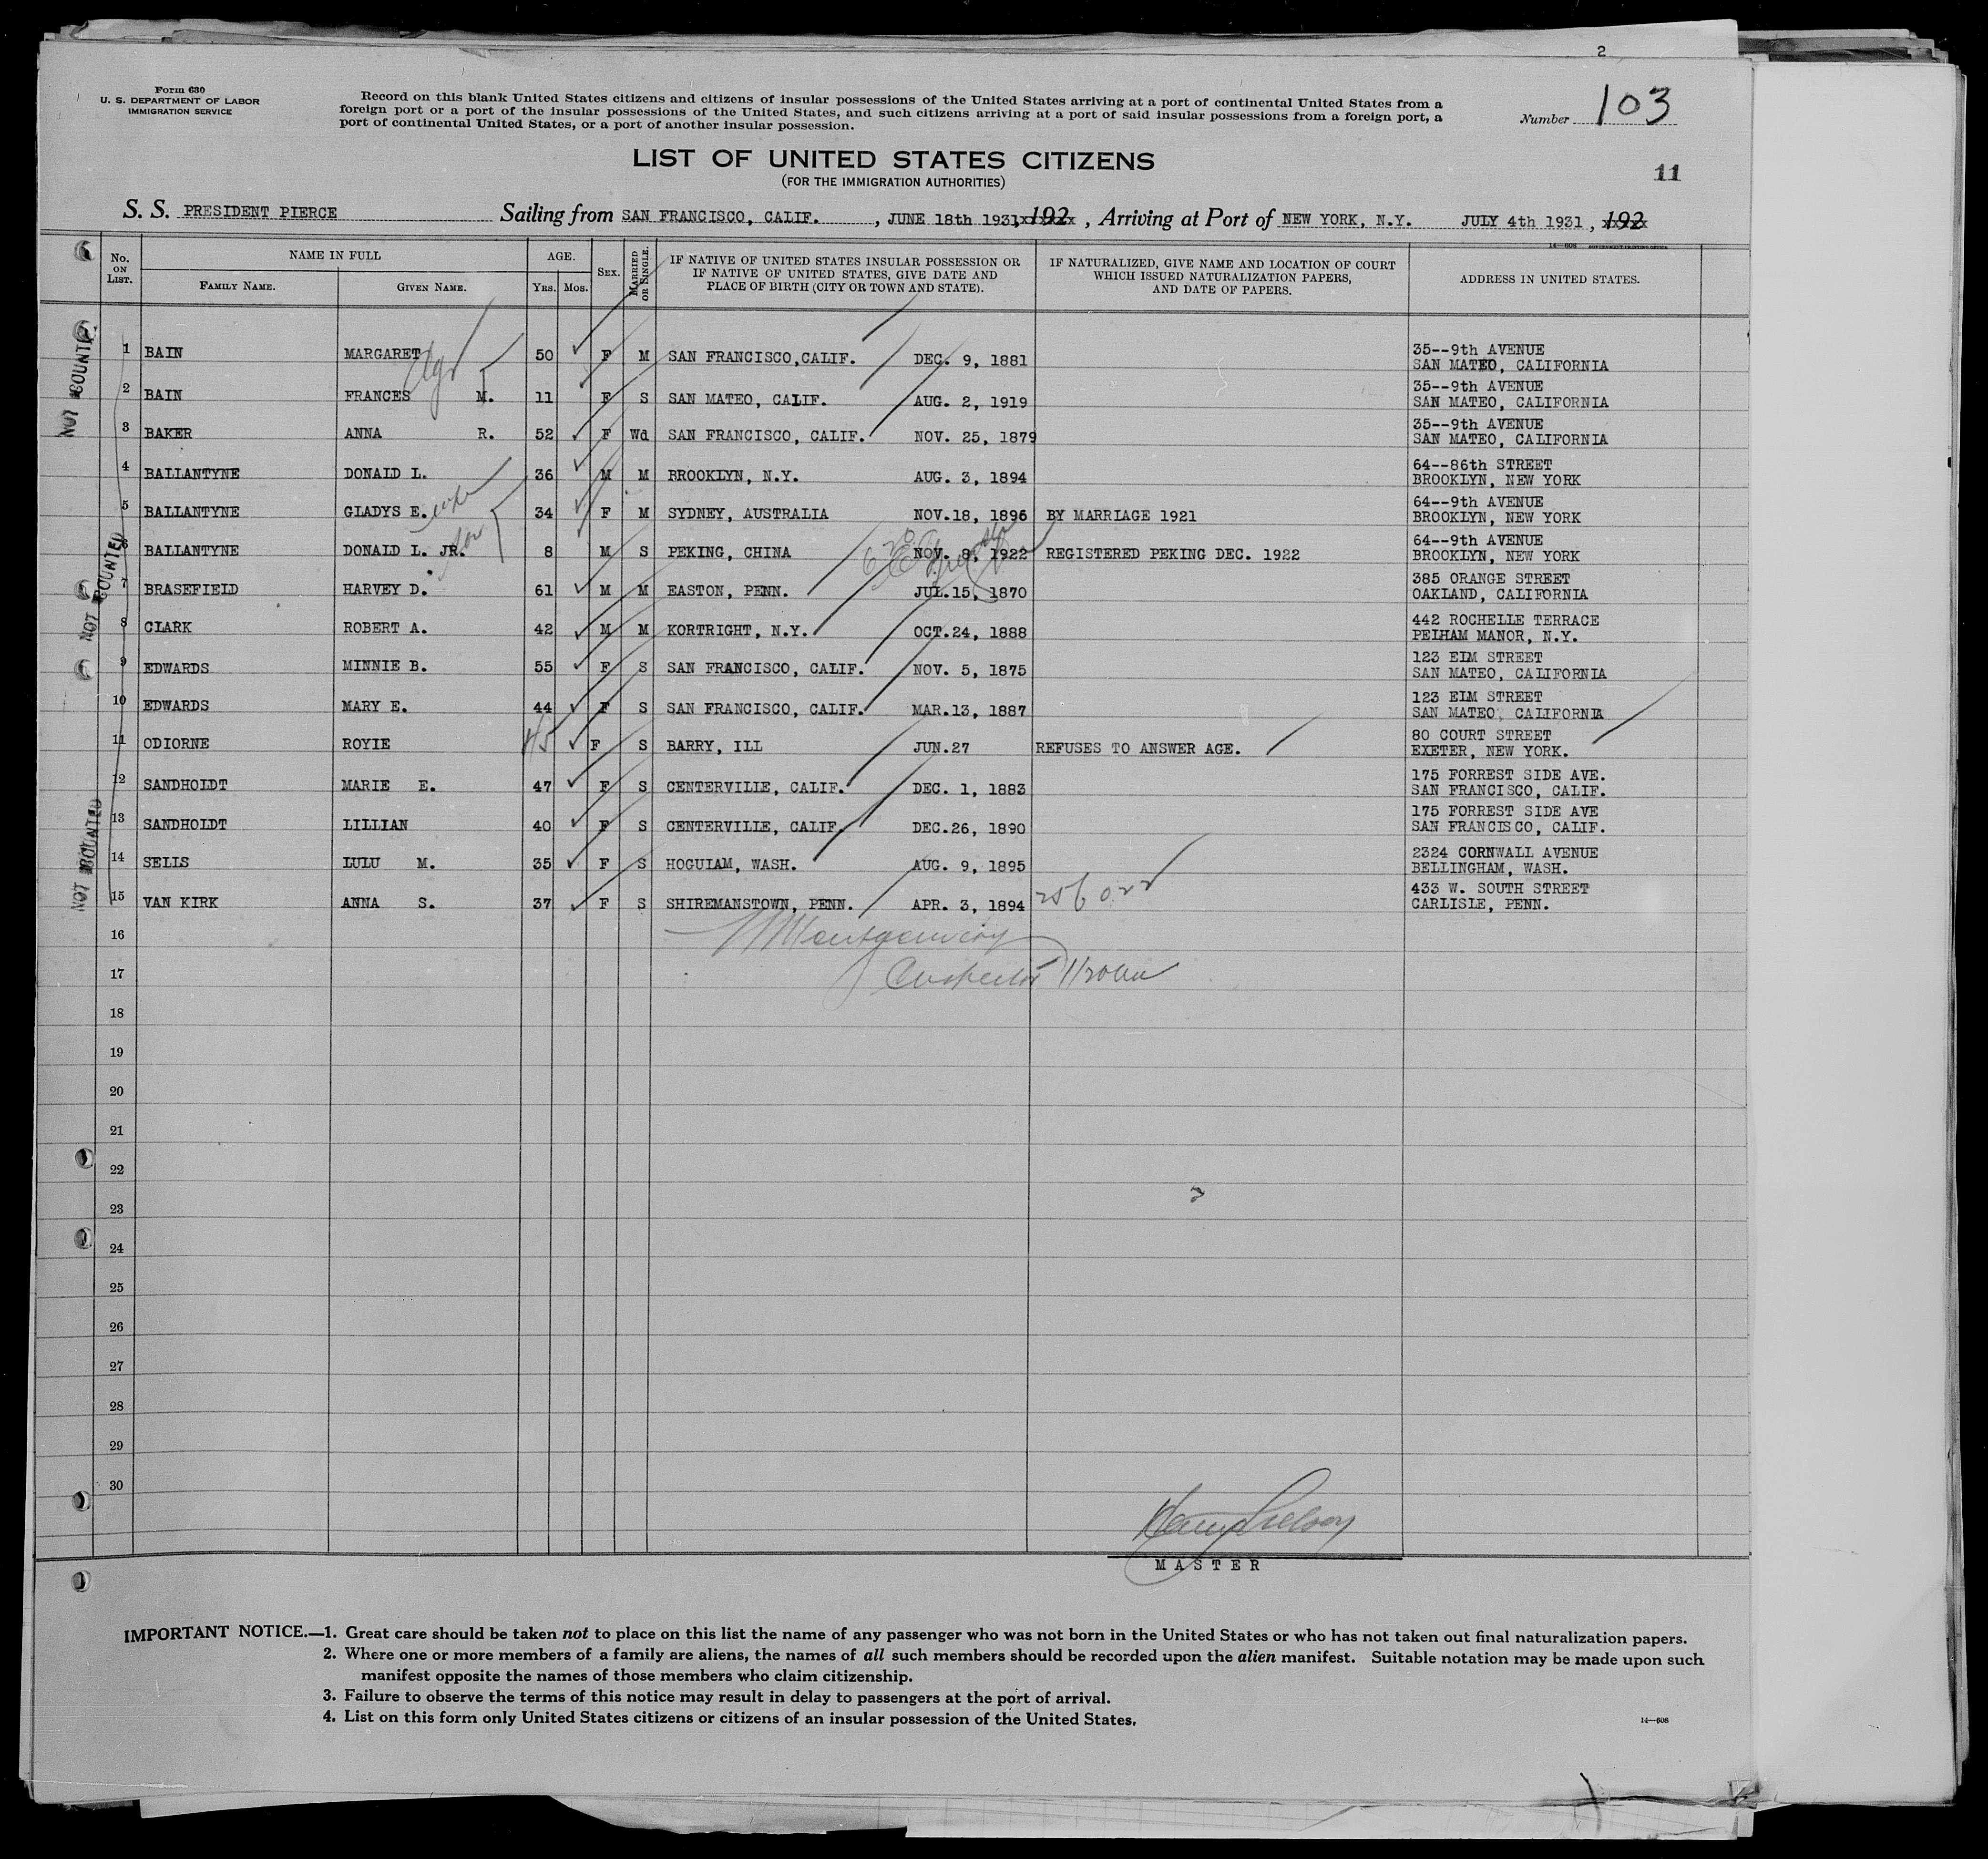 2
Form 630
U. S. DEPARTMENT OF LABOR
IMMIGRATION SERVICE
Record on this blank United States citizens and citizens of insular possessions of the United States arriving at a port of continental United States from a
foreign port or a port of the insular possessions of the United States, and such citizens arriving at a port of said insular possessions from a foreign port, a
port of continental United States, or a port of another insular possession.
Number 103
LIST OF UNITED STATES CITIZENS
(FOR THE IMMIGRATION AUTHORITIES)
11
S. S. PRESIDENT PIERCE Sailing from SAN FRANCISCO, CALIF. , JUNE 18th 1931, 192 , Arriving at Port of NEW YORK, N.Y. JULY 4th 1931 , 192
14—608 GOVERNMENT PRINTING OFFICE
No. ON LIST. NAME IN FULL AGE. SEX. MARRIED OR SINGLE. IF NATIVE OF UNITED STATES INSULAR POSSESSION OR IF NATIVE OF UNITED STATES, GIVE DATE AND PLACE OF BIRTH (CITY OR TOWN AND STATE). IF NATURALIZED, GIVE NAME AND LOCATION OF COURT WHICH ISSUED NATURALIZATION PAPERS, AND DATE OF PAPERS. ADDRESS IN UNITED STATES.
FAMILY NAME. GIVEN NAME. YRS. MOS.
NOT BOUNTED
1 BAIN MARGARET 50 F M SAN FRANCISCO,CALIF. DEC. 9, 1881 35--9th AVENUE
SAN MATEO, CALIFORNIA
dgr
2 BAIN FRANCES M. 11 F S SAN MATEO, CALIF. AUG. 2, 1919 35--9th AVENUE
SAN MATEO, CALIFORNIA
3 BAKER ANNA R. 52 F Wd SAN FRANCISCO, CALIF. NOV. 25, 1879 35--9th AVENUE
SAN MATEO, CALIFORNIA
4 BALLANTYNE DONALD L. 36 M M BROOKLYN, N.Y. AUG. 3, 1894 64--86th STREET
BROOKLYN, NEW YORK
5 BALLANTYNE GLADYS E. wife 34 F M SYDNEY, AUSTRALIA NOV.18, 1896 BY MARRIAGE 1921 64--9th AVENUE
BROOKLYN, NEW YORK
NOT COUNTED
6 BALLANTYNE DONALD L. JR. son 8 M S PEKING, CHINA NOV. 8, 1922 REGISTERED PEKING DEC. 1922 64--9th AVENUE
BROOKLYN, NEW YORK
7 BRASEFIELD HARVEY D. 61 M M EASTON, PENN. JUL.15, 1870 385 ORANGE STREET
OAKLAND, CALIFORNIA
8 CLARK ROBERT A. 42 M M KORTRIGHT, N.Y. OCT.24, 1888 442 ROCHELLE TERRACE
PELHAM MANOR, N.Y.
9 EDWARDS MINNIE B. 55 F S SAN FRANCISCO, CALIF. NOV. 5, 1875 123 ELM STREET
SAN MATEO, CALIFORNIA
10 EDWARDS MARY E. 44 F S SAN FRANCISCO, CALIF. MAR.13, 1887 123 ELM STREET
SAN MATEO, CALIFORNIA
11 ODIORNE ROYIE 45 F S BARRY, ILL JUN.27 REFUSES TO ANSWER AGE. 80 COURT STREET
EXETER, NEW YORK.
12 SANDHOLDT MARIE E. 47 F S CENTERVILLE, CALIF. DEC. 1, 1883 175 FORREST SIDE AVE.
SAN FRANCISCO, CALIF.
NOT BOUNTED
13 SANDHOLDT LILLIAN 40 F S CENTERVILLE, CALIF. DEC.26, 1890 175 FORREST SIDE AVE
SAN FRANCISCO, CALIF.
14 SELLS LULU M. 35 F S HOGUIAM, WASH. AUG. 9, 1895 2324 CORNWALL AVENUE
BELLINGHAM, WASH.
15 VAN KIRK ANNA S. 37 F S SHIREMANSTOWN, PENN. APR. 3, 1894 433 W. SOUTH STREET
CARLISLE, PENN.
16 Montgomery
17 Inspector
18
19
20
21
22
23
24
25
26
27
28
29
30
MASTER
IMPORTANT NOTICE.—1. Great care should be taken not to place on this list the name of any passenger who was not born in the United States or who has not taken out final naturalization papers.
2. Where one or more members of a family are aliens, the names of all such members should be recorded upon the alien manifest. Suitable notation may be made upon such
manifest opposite the names of those members who claim citizenship.
3. Failure to observe the terms of this notice may result in delay to passengers at the port of arrival.
4. List on this form only United States citizens or citizens of an insular possession of the United States.
14—608